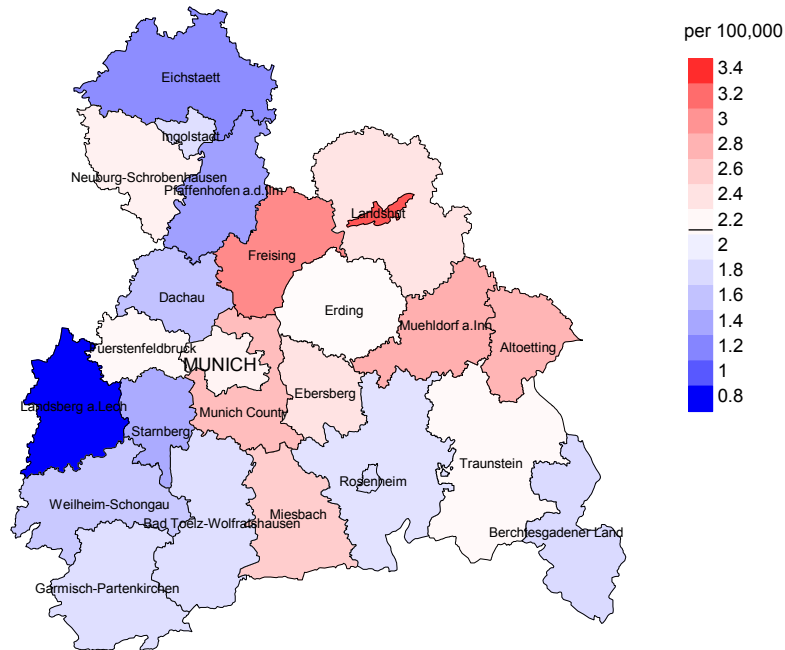 per 100,000
3.4
3.2
3
2.8
2.6
2.4
2.2
2
1.8
1.6
1.4
1.2
1
0.8
Eichstaett
Ingolstadt
Neuburg-Schrobenhausen
Pfaffenhofen a.d.Ilm
Landshut
Freising
Dachau
Erding
Muehldorf a.Inn
Altoetting
Fuerstenfeldbruck
MUNICH
Ebersberg
Landsberg a.Lech
Munich County
Starnberg
Traunstein
Rosenheim
Weilheim-Schongau
Miesbach
Bad Toelz-Wolfratshausen
Berchtesgadener Land
Garmisch-Partenkirchen